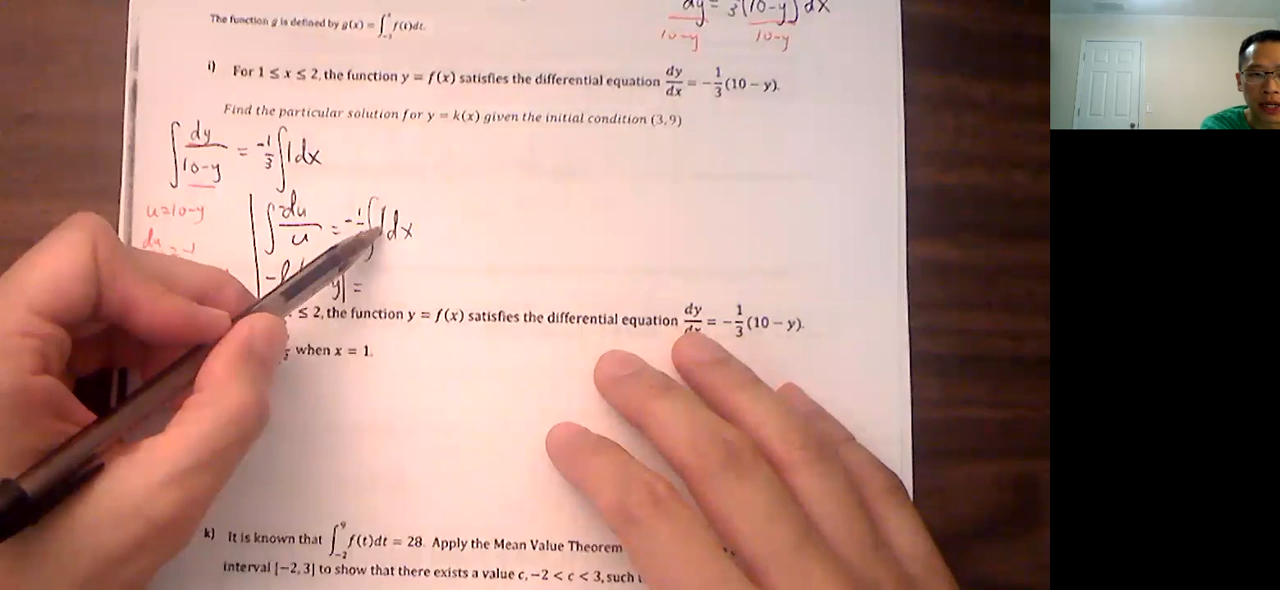 The function g is defined by g(x) = ∫ f(t)dt.
dy = 3(10-y) dx
10-y 10-y
i) For 1 ≤ x ≤ 2, the function y = f(x) satisfies the differential equation dy/dx = -1/3(10 - y).
Find the particular solution for y = k(x) given the initial condition (3,9)
∫ dy/(10-y) = -1/3 ∫ 1dx
u=10-y
du = -1
∫ -du/u = -1 ∫ 1dx
y| =
≤ 2, the function y = f(x) satisfies the differential equation dy/dx = -1/3(10 - y).
when x = 1.
k) It is known that ∫_{-2}^{9} f(t)dt = 28. Apply the Mean Value Theorem
interval [-2, 3] to show that there exists a value c, -2 < c < 3, such